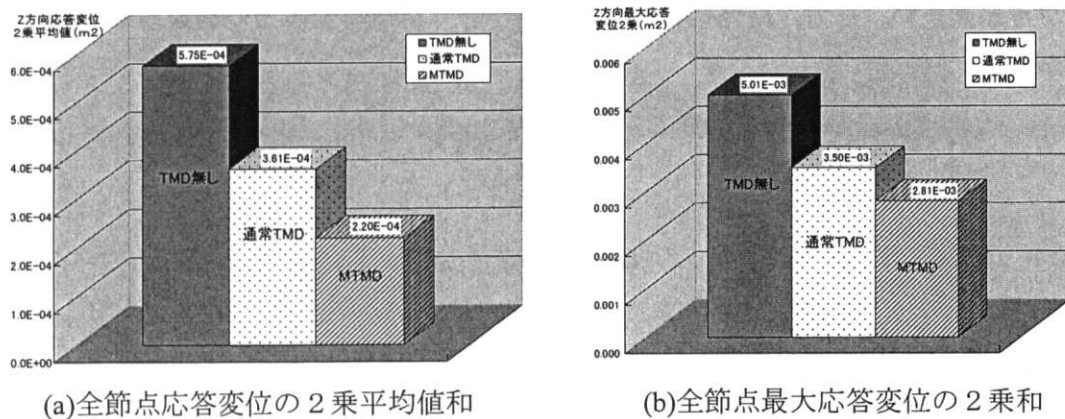 Z方向応答変位
2乗平均値(m2)
6.0E-04
5.0E-04
4.0E-04
3.0E-04
2.0E-04
1.0E-04
0.0E+00
5.75E-04
3.61E-04
2.20E-04
TMD無し
通常TMD
MTMD
TMD無し
通常TMD
MTMD
(a)全節点応答変位の２乗平均値和
Z方向最大応答
変位2乗(m2)
0.006
0.005
0.004
0.003
0.002
0.001
0.000
5.01E-03
3.50E-03
2.81E-03
TMD無し
通常TMD
MTMD
TMD無し
通常TMD
MTMD
(b)全節点最大応答変位の２乗和